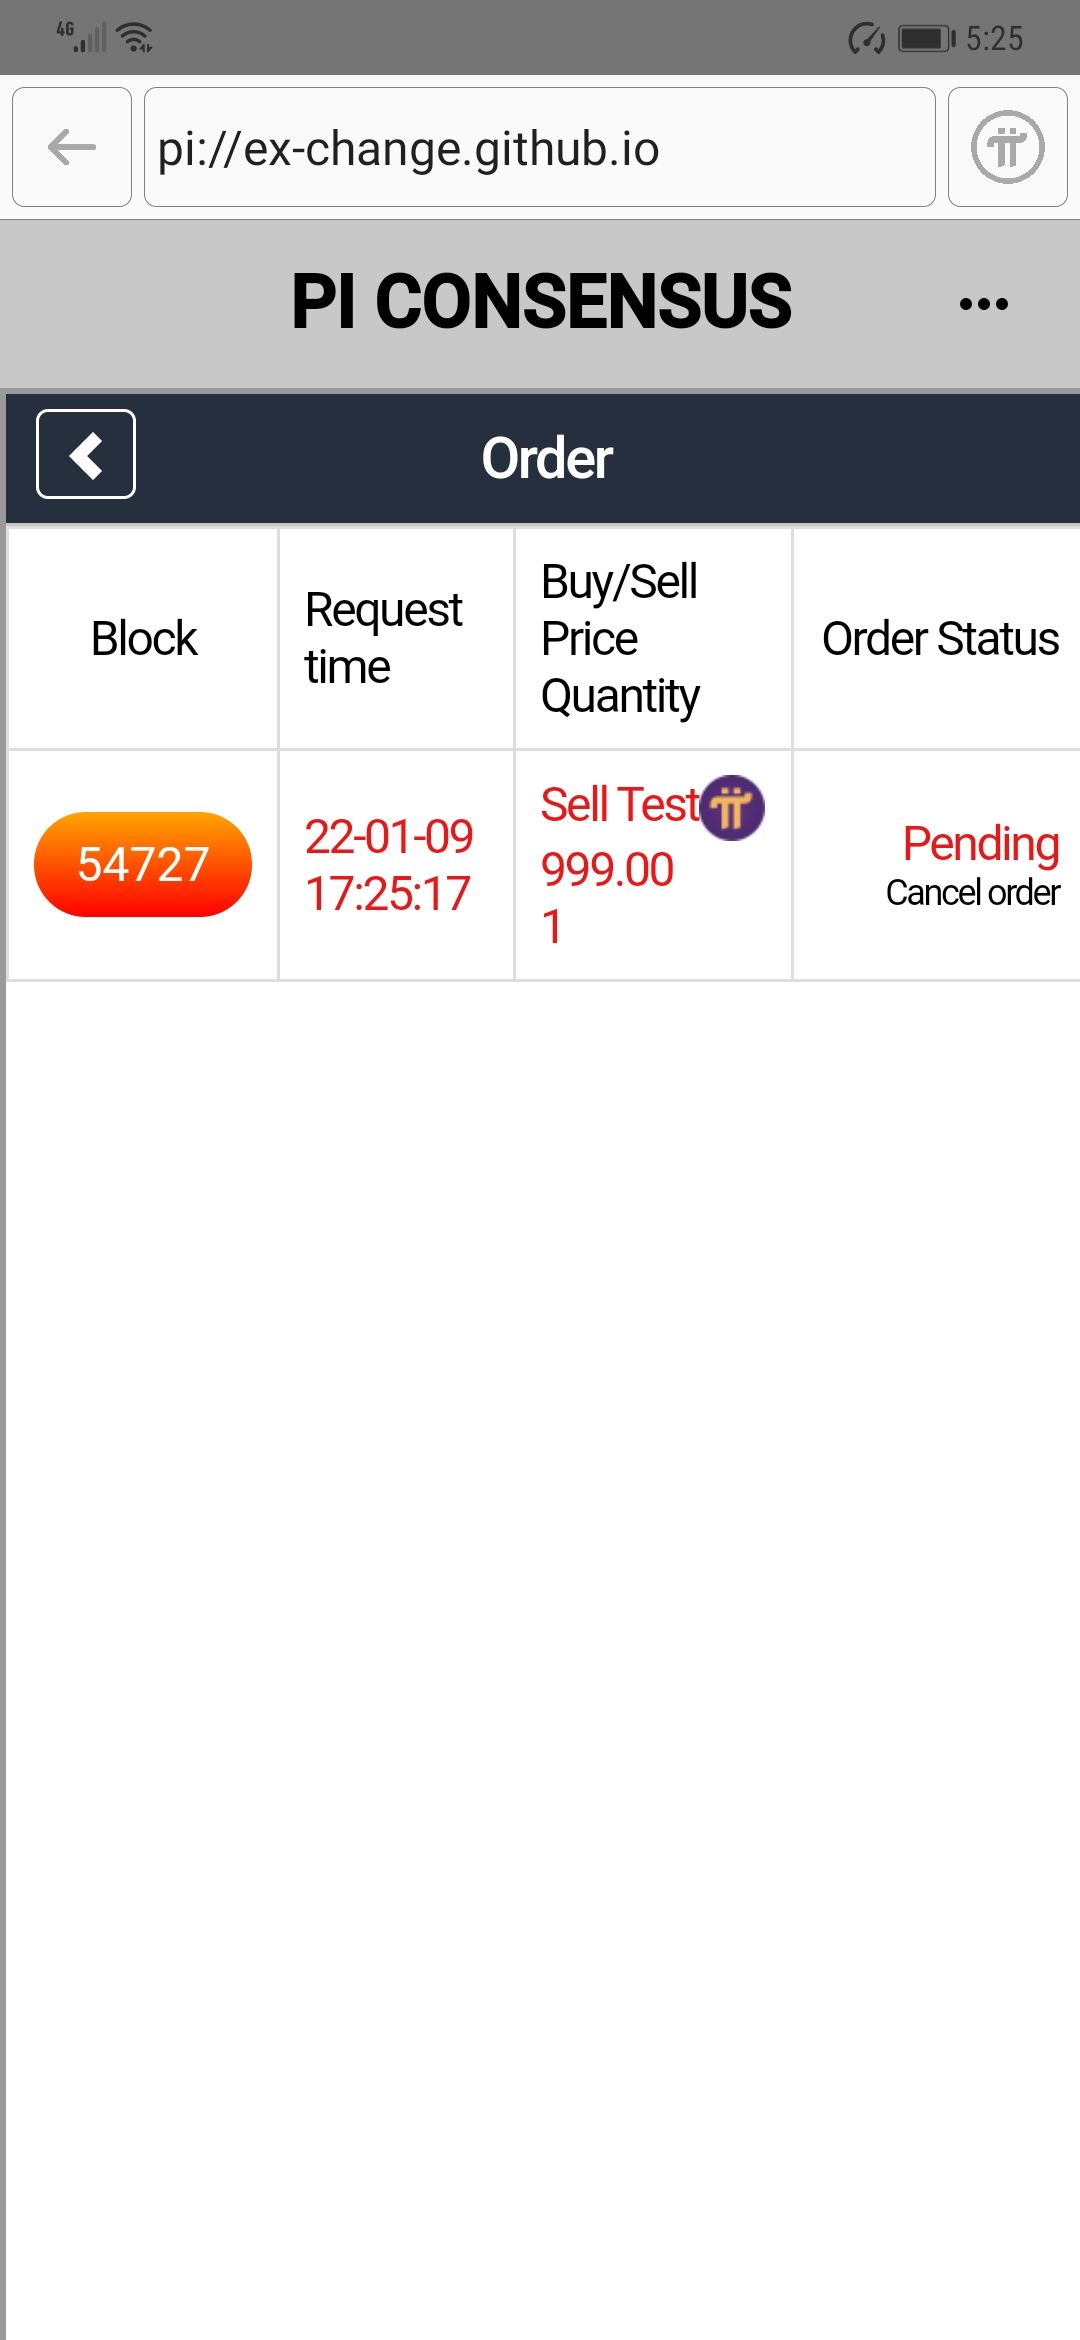 4G 5:25
pi://ex-change.github.io
PI CONSENSUS
Order
Block
Request
time
Buy/Sell
Price
Quantity
Order Status
54727
22-01-09
17:25:17
Sell Test
999.00
1
Pending
Cancel order